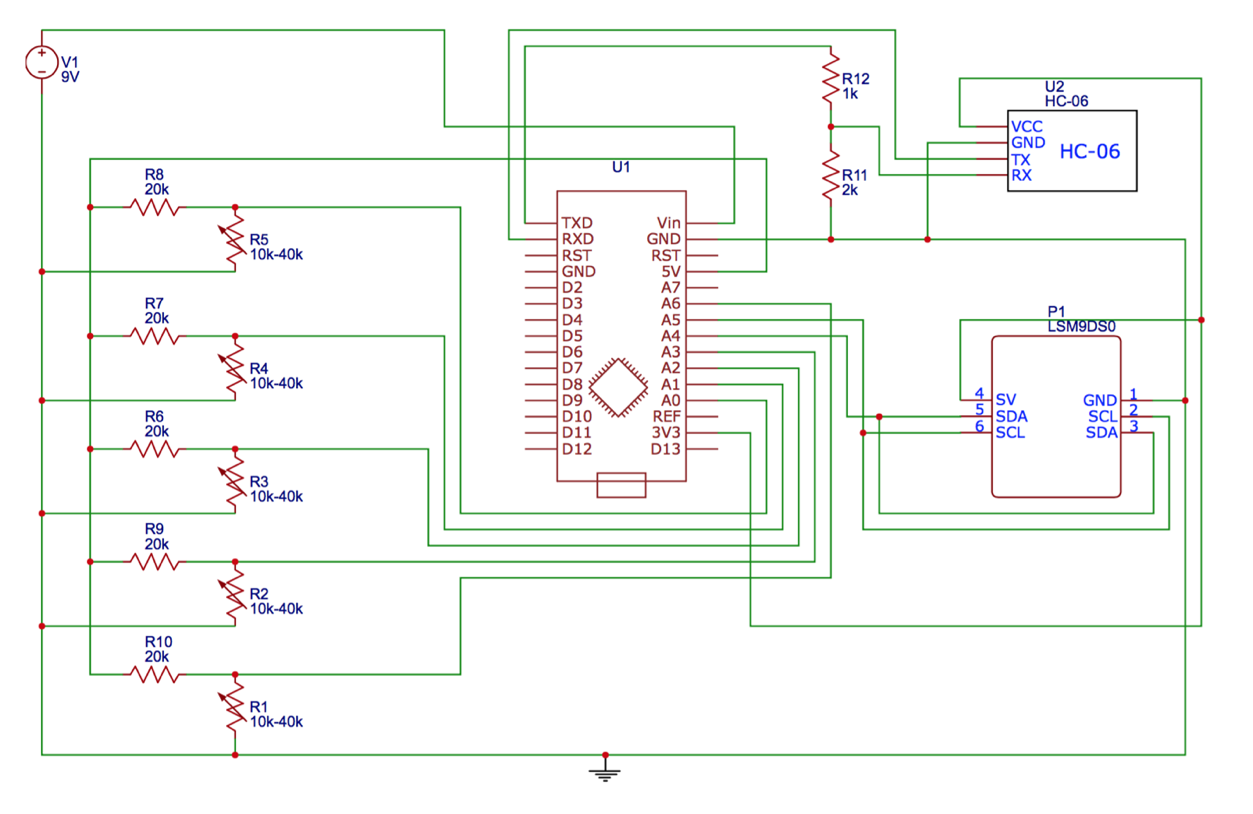 V1
9V
R8
20k
R5
10k-40k
R7
20k
R4
10k-40k
R6
20k
R3
10k-40k
R9
20k
R2
10k-40k
R10
20k
R1
10k-40k
U1
TXD
RXD
RST
GND
D2
D3
D4
D5
D6
D7
D8
D9
D10
D11
D12
Vin
GND
RST
5V
A7
A6
A5
A4
A3
A2
A1
A0
REF
3V3
D13
R12
1k
R11
2k
U2
HC-06
VCC
GND
TX
RX
HC-06
P1
LSM9DS0
4 SV
5 SDA
6 SCL
GND 1
SCL 2
SDA 3